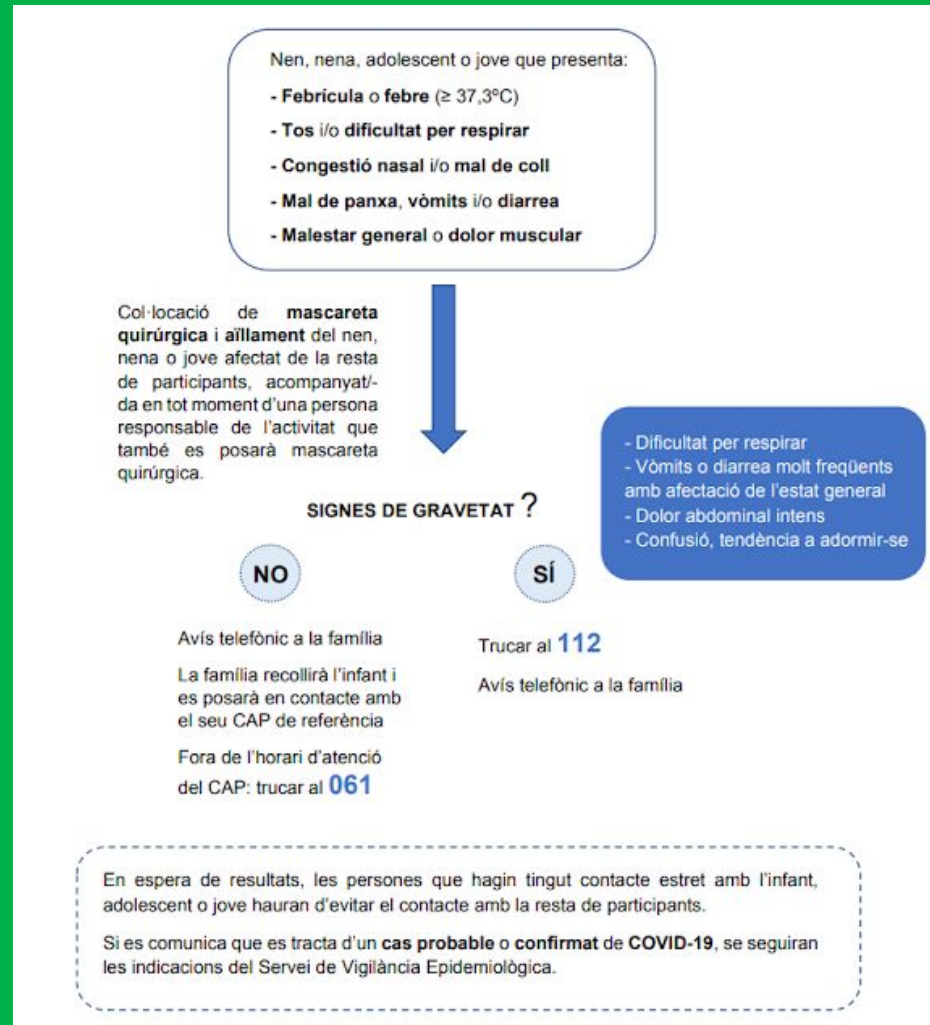 Nen, nena, adolescent o jove que presenta:
- Febrícula o febre (≥ 37,3ºC)
- Tos i/o dificultat per respirar
- Congestió nasal i/o mal de coll
- Mal de panxa, vòmits i/o diarrea
- Malestar general o dolor muscular
Col·locació de mascareta
quirúrgica i aïllament del nen,
nena o jove afectat de la resta
de participants, acompanyat/-
da en tot moment d'una persona
responsable de l'activitat que
també es posarà mascareta
quirúrgica.
- Dificultat per respirar
- Vòmits o diarrea molt freqüents
amb afectació de l'estat general
- Dolor abdominal intens
- Confusió, tendència a adormir-se
SIGNES DE GRAVETAT ?
NO
SÍ
Avís telefònic a la família
La família recollirà l'infant i
es posarà en contacte amb
el seu CAP de referència
Fora de l'horari d'atenció
del CAP: trucar al 061
Trucar al 112
Avís telefònic a la família
En espera de resultats, les persones que hagin tingut contacte estret amb l'infant,
adolescent o jove hauran d'evitar el contacte amb la resta de participants.
Si es comunica que es tracta d'un cas probable o confirmat de COVID-19, se seguiran
les indicacions del Servei de Vigilància Epidemiològica.